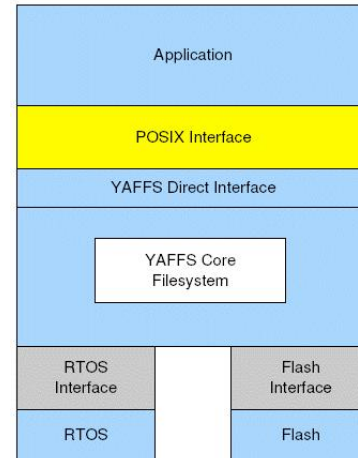 Application
POSIX Interface
YAFFS Direct Interface
YAFFS Core
Filesystem
RTOS
Interface
Flash
Interface
RTOS
Flash